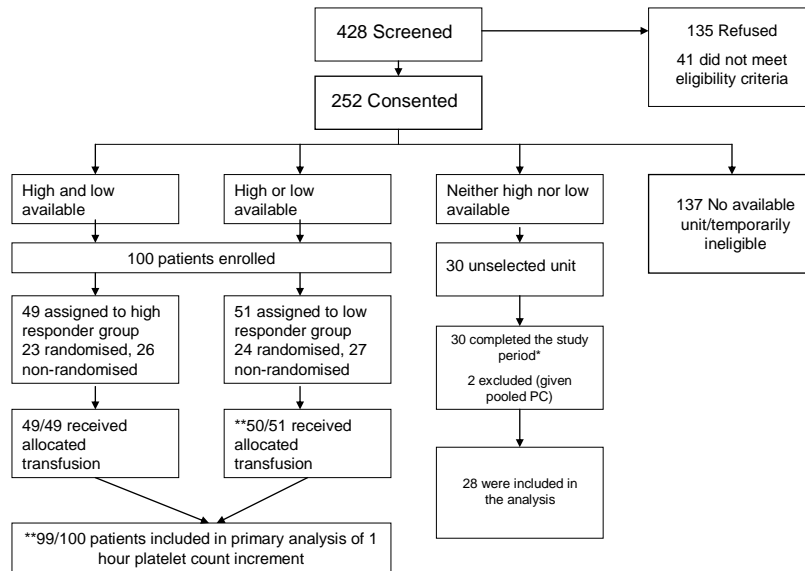 428 Screened
135 Refused
41 did not meet
eligibility criteria
252 Consented
High and low
available
High or low
available
Neither high nor low
available
137 No available
unit/temporarily
ineligible
100 patients enrolled
30 unselected unit
49 assigned to high
responder group
23 randomised, 26
non-randomised
51 assigned to low
responder group
24 randomised, 27
non-randomised
30 completed the study
period*
2 excluded (given
pooled PC)
49/49 received
allocated
transfusion
**50/51 received
allocated
transfusion
28 were included in
the analysis
**99/100 patients included in primary analysis of 1
hour platelet count increment